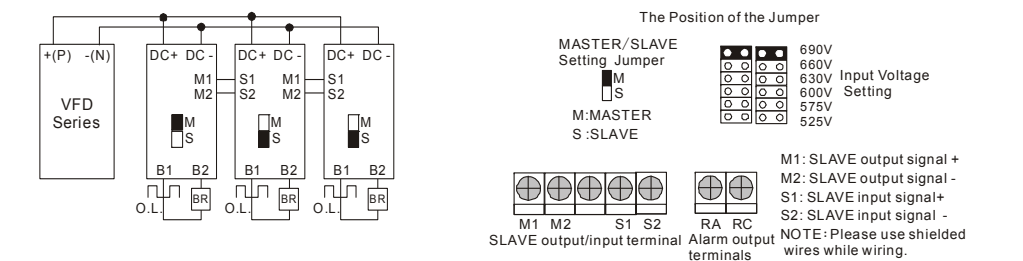 +(P) -(N)
VFD
Series
DC+ DC -
M1
M2
M
S
B1 B2
O.L.
BR
DC+ DC -
S1 M1
S2 M2
M
S
B1 B2
O.L.
BR
DC+ DC -
S1
S2
M
S
B1 B2
O.L.
BR
The Position of the Jumper
MASTER/SLAVE
Setting Jumper
M
S
M:MASTER
S :SLAVE
690V
660V
630V
600V
575V
525V
Input Voltage
Setting
M1 M2 S1 S2
SLAVE output/input terminal
RA RC
Alarm output
terminals
M1: SLAVE output signal +
M2: SLAVE output signal -
S1: SLAVE input signal+
S2: SLAVE input signal -
NOTE:Please use shielded
wires while wiring.